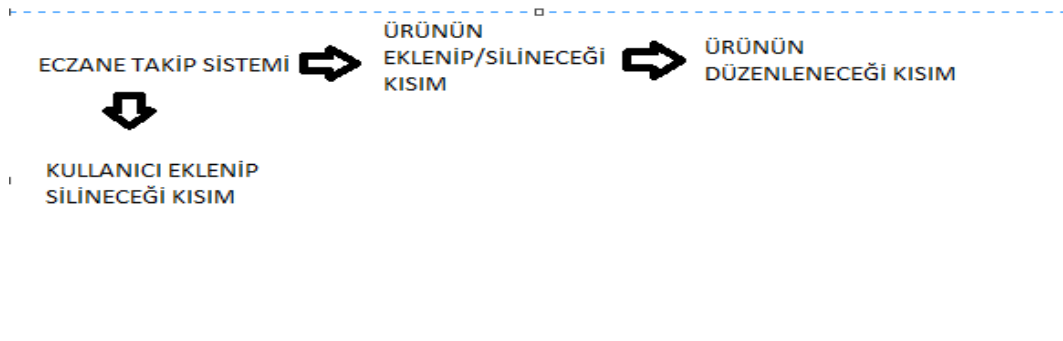 ECZANE TAKİP SİSTEMİ
ÜRÜNÜN
EKLENİP/SİLİNECEĞİ
KISIM
ÜRÜNÜN
DÜZENLENECEĞİ KISIM
KULLANICI EKLENİP
SİLİNECEĞİ KISIM